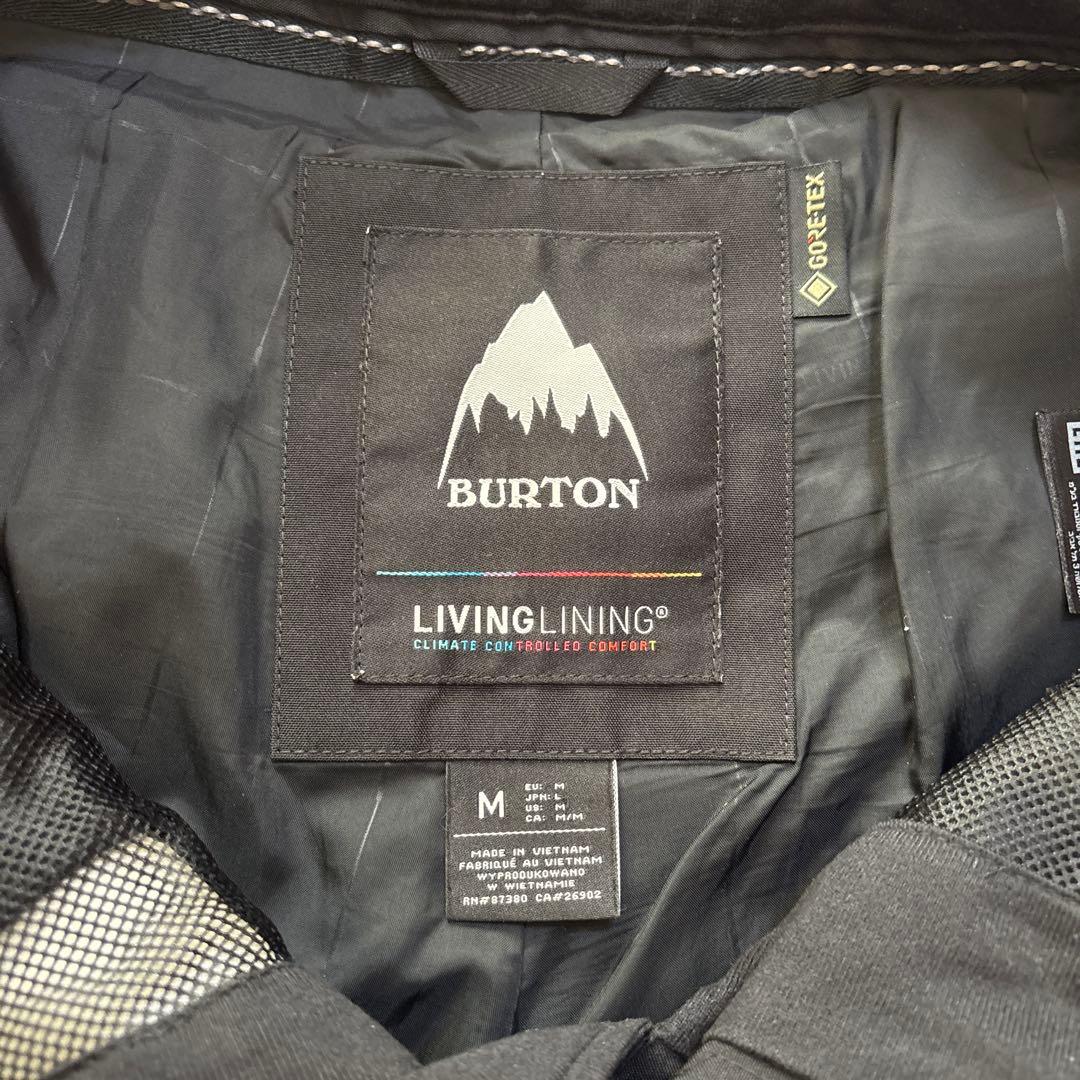 GORE-TEX
BURTON
LIVINGLINING®
CLIMATE CONTROLLED COMFORT
M
EU: M
JPN: L
US: M
CA: M/M
MADE IN VIETNAM
FABRIQUÉ AU VIETNAM
WYPRODUKOWANO
W WIETNAMIE
RN#87380 CA#26902